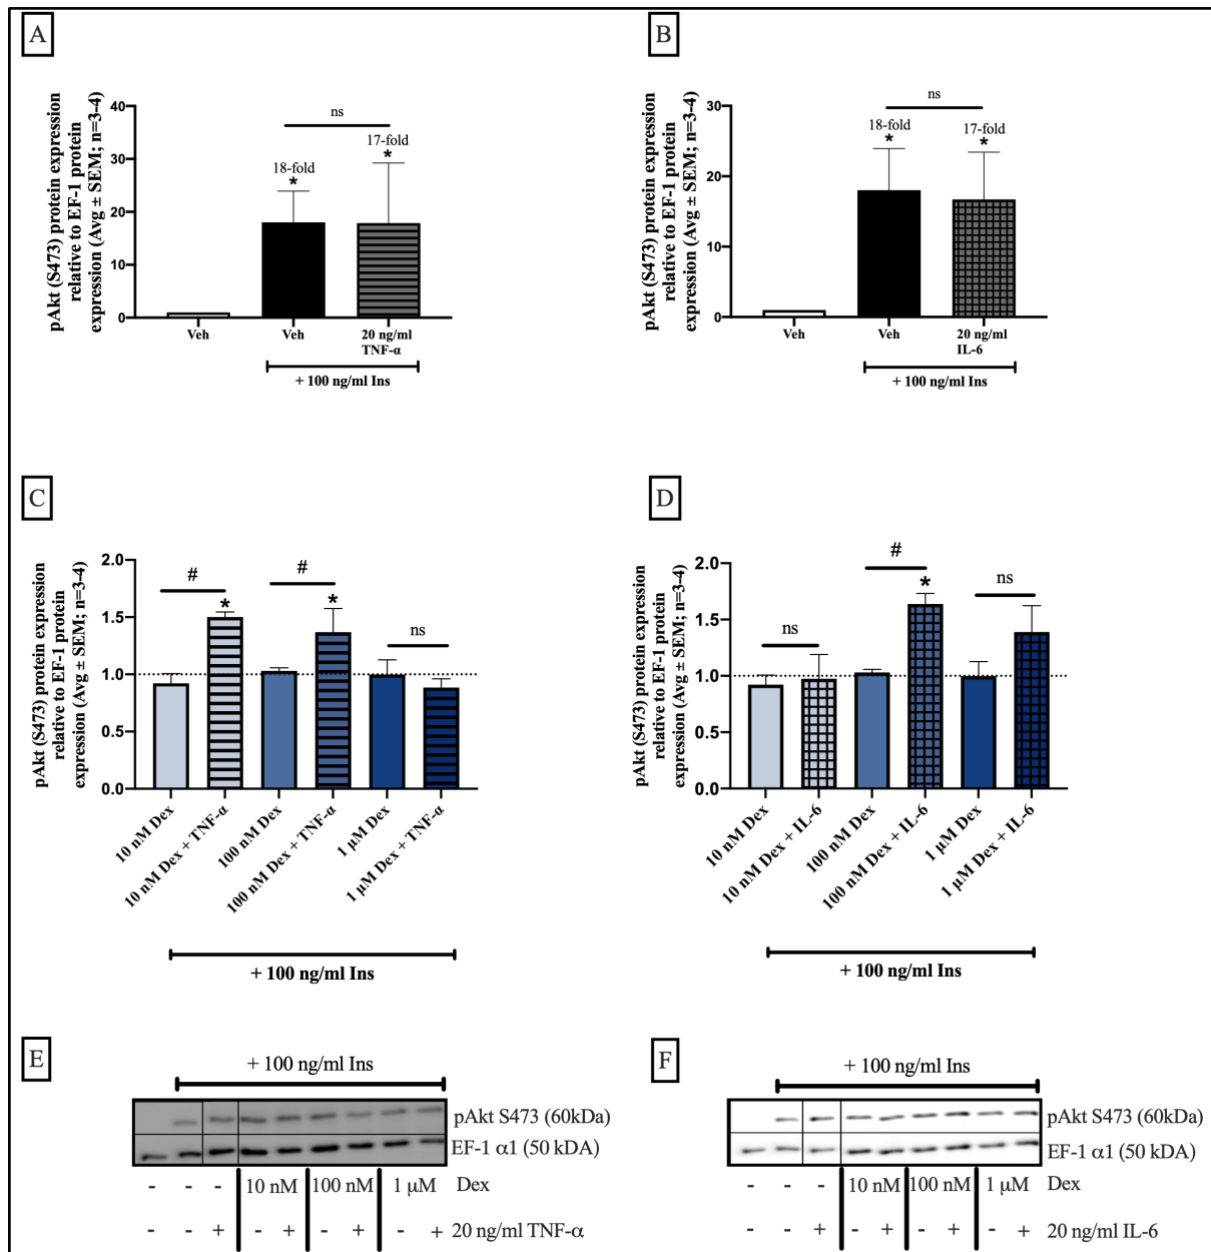 A
pAkt (S473) protein expression
relative to EF-1 protein
expression (Avg ± SEM; n=3-4)
40
30
20
10
0
ns
18-fold
*
17-fold
*
Veh
Veh
20 ng/ml
TNF-α
+ 100 ng/ml Ins
B
pAkt (S473) protein expression
relative to EF-1 protein
expression (Avg ± SEM; n=3-4)
30
20
10
0
ns
18-fold
*
17-fold
*
Veh
Veh
20 ng/ml
IL-6
+ 100 ng/ml Ins
C
pAkt (S473) protein expression
relative to EF-1 protein
expression (Avg ± SEM; n=3-4)
2.0
1.5
1.0
0.5
0.0
#
*
#
*
ns
10 nM Dex
10 nM Dex + TNF-α
100 nM Dex
100 nM Dex + TNF-α
1 μM Dex
1 μM Dex + TNF-α
+ 100 ng/ml Ins
D
pAkt (S473) protein expression
relative to EF-1 protein
expression (Avg ± SEM; n=3-4)
2.0
1.5
1.0
0.5
0.0
ns
#
*
ns
10 nM Dex
10 nM Dex + IL-6
100 nM Dex
100 nM Dex + IL-6
1 μM Dex
1 μM Dex + IL-6
+ 100 ng/ml Ins
E
+ 100 ng/ml Ins
pAkt S473 (60kDa)
EF-1 α1 (50 kDA)
- - - 10 nM 100 nM 1 μM Dex
- - + - + - + - + 20 ng/ml TNF-α
F
+ 100 ng/ml Ins
pAkt S473 (60kDa)
EF-1 α1 (50 kDA)
- - - 10 nM 100 nM 1 μM Dex
- - + - + - + - + 20 ng/ml IL-6